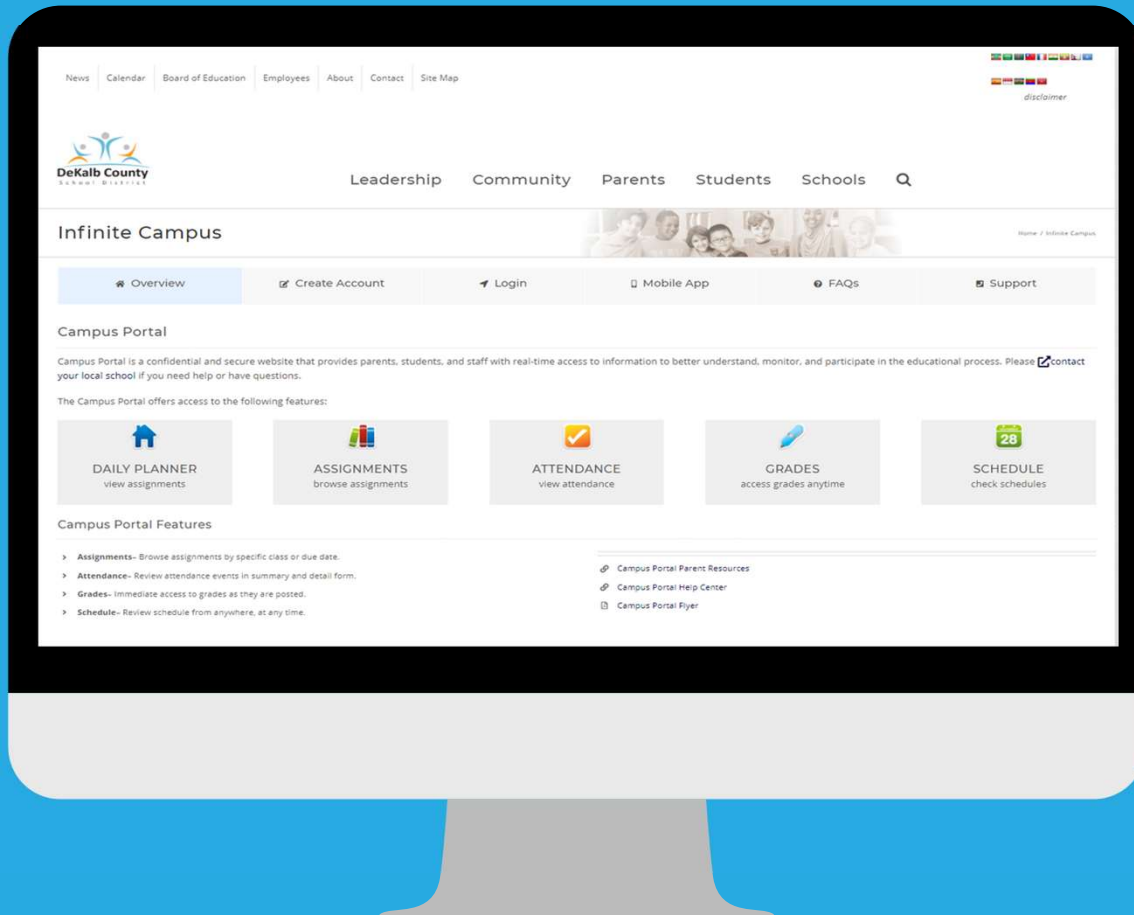 News Calendar Board of Education Employees About Contact Site Map
disclaimer
DeKalb County
School District
Leadership Community Parents Students Schools
Infinite Campus
Home / Infinite Campus
Overview Create Account Login Mobile App FAQs Support
Campus Portal
Campus Portal is a confidential and secure website that provides parents, students, and staff with real-time access to information to better understand, monitor, and participate in the educational process. Please contact
your local school if you need help or have questions.
The Campus Portal offers access to the following features:
28
DAILY PLANNER ASSIGNMENTS ATTENDANCE GRADES SCHEDULE
view assignments browse assignments view attendance access grades anytime check schedules
Campus Portal Features
Assignments– Browse assignments by specific class or due date.
Attendance– Review attendance events in summary and detail form.
Grades– Immediate access to grades as they are posted.
Schedule– Review schedule from anywhere, at any time.
Campus Portal Parent Resources
Campus Portal Help Center
Campus Portal Flyer